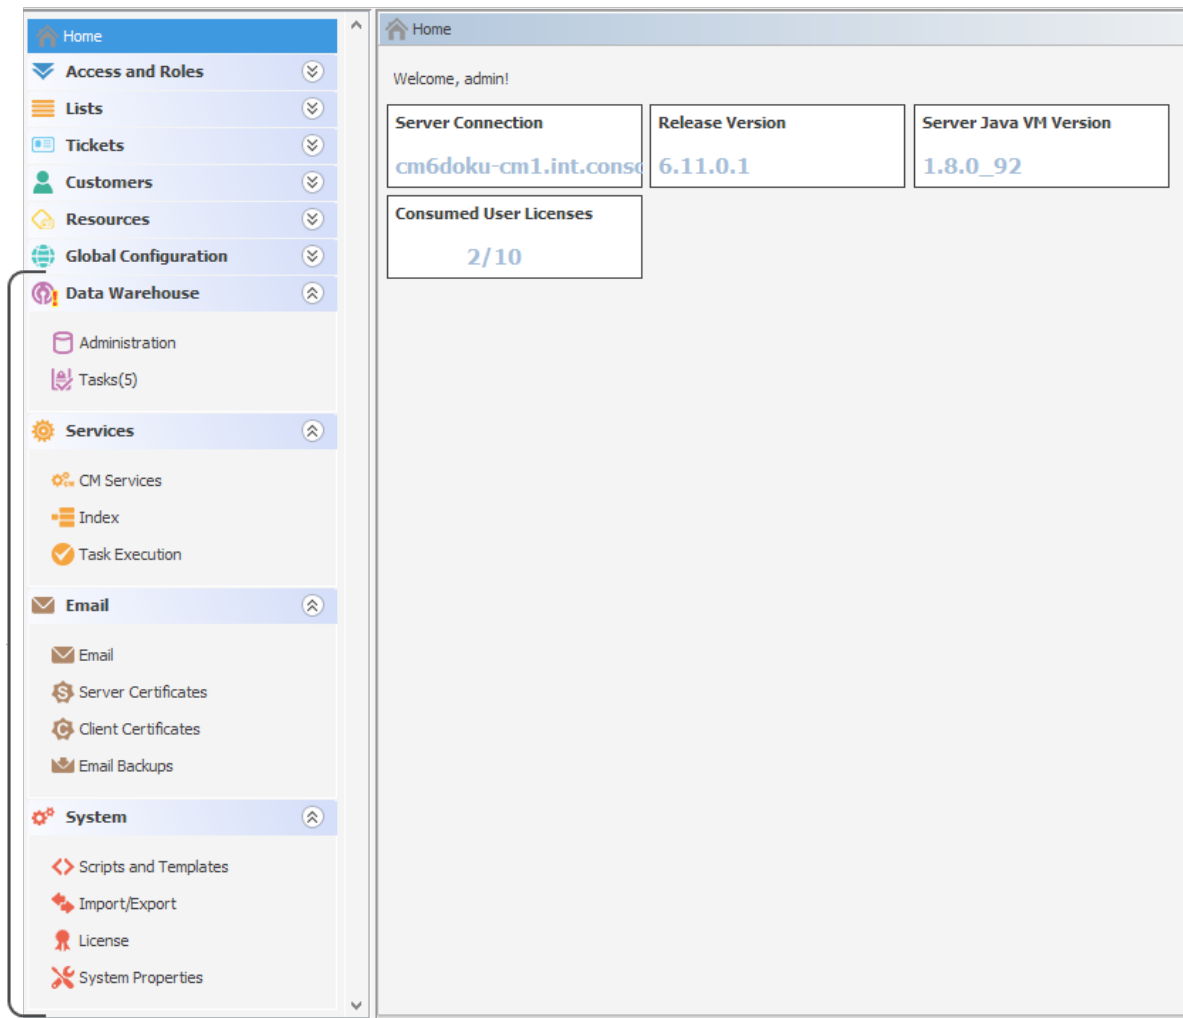 Home
Access and Roles
Lists
Tickets
Customers
Resources
Global Configuration
Data Warehouse
Administration
Tasks(5)
Services
CM Services
Index
Task Execution
Email
Email
Server Certificates
Client Certificates
Email Backups
System
Scripts and Templates
Import/Export
License
System Properties
Home
Welcome, admin!
Server Connection
cm6doku-cm1.int.consc
Release Version
6.11.0.1
Server Java VM Version
1.8.0_92
Consumed User Licenses
2/10